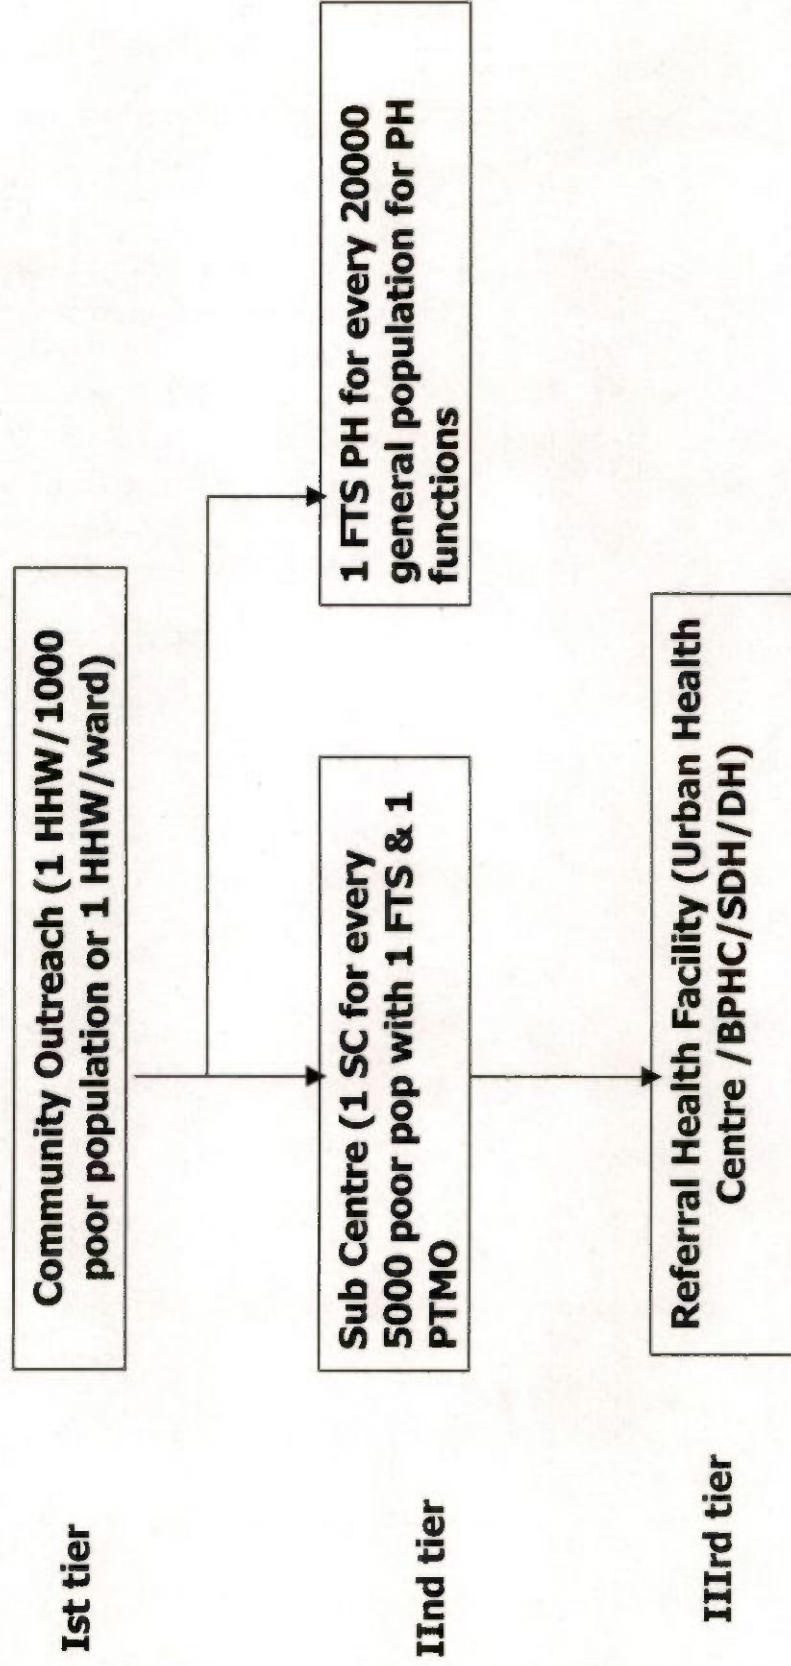 Ist tier
Community Outreach (1 HHW/1000
poor population or 1 HHW/ward)
IInd tier
Sub Centre (1 SC for every
5000 poor pop with 1 FTS & 1
PTMO
1 FTS PH for every 20000
general population for PH
functions
IIIrd tier
Referral Health Facility (Urban Health
Centre /BPHC/SDH/DH)